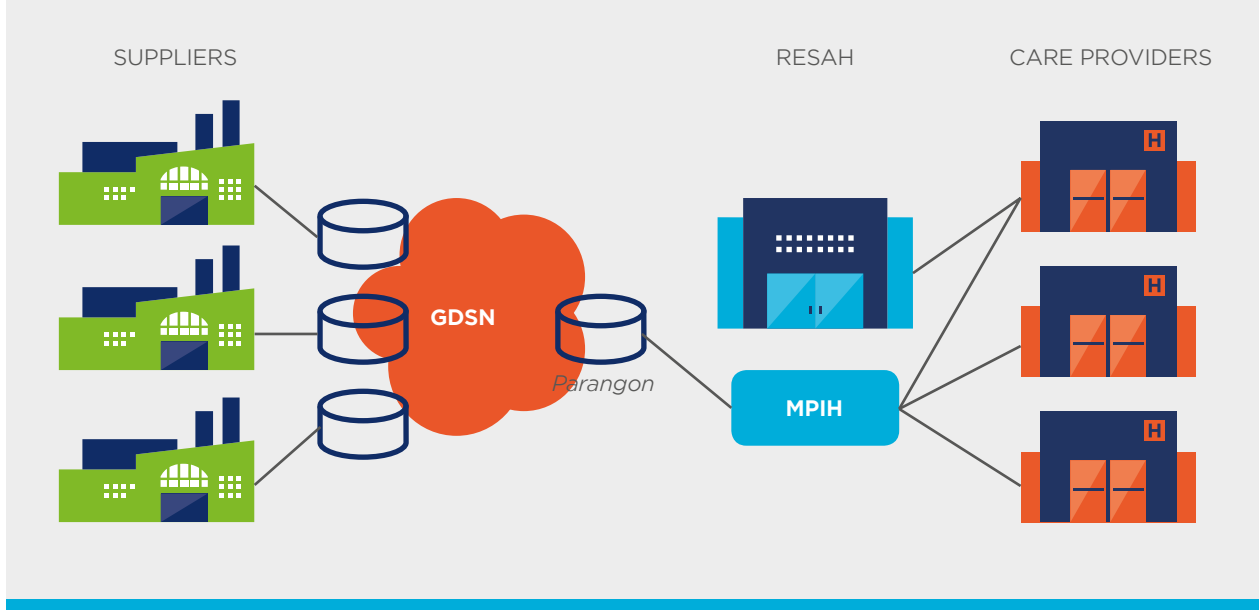 SUPPLIERS
RESAH
CARE PROVIDERS
H
H
GDSN
Parangon
MPIH
H